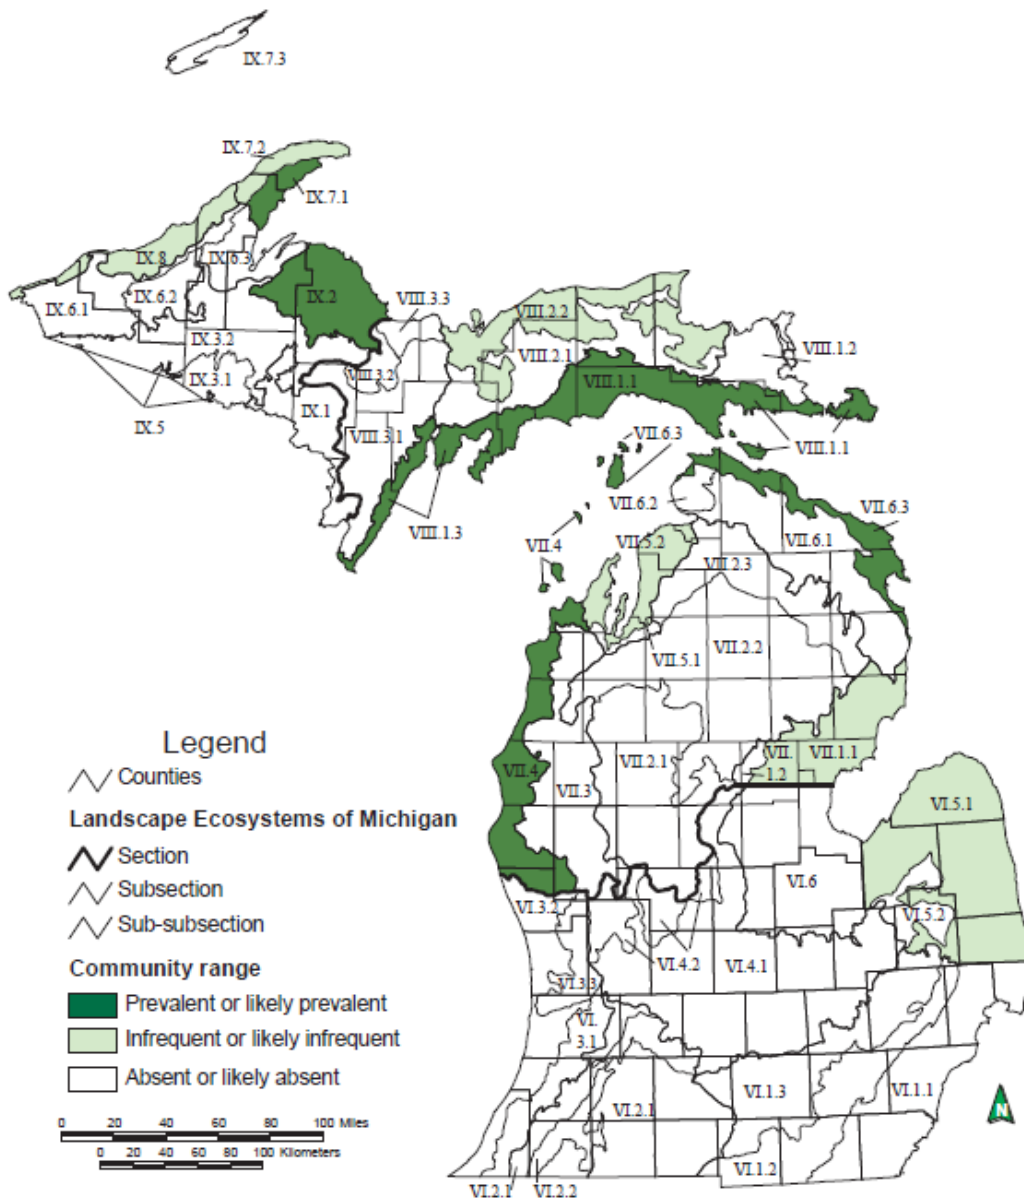 IX.7.3
IX.7.2
IX.7.1
IX.8
IX.6.3
IX.6.1
IX.6.2
IX.2
VIII.3.3
VIII.2.2
IX.3.2
VIII.2.1
VIII.1.2
IX.3.1
VIII.3.2
VIII.1.1
IX.5
IX.1
VIII.3.1
VII.6.3
VIII.1.1
VII.6.2
VII.6.3
VIII.1.3
VII.4
VII.5.2
VII.6.1
VII.2.3
VII.5.1
VII.2.2
Legend
Counties
Landscape Ecosystems of Michigan
Section
Subsection
Sub-subsection
Community range
Prevalent or likely prevalent
Infrequent or likely infrequent
Absent or likely absent
0 20 40 60 80 100 Miles
0 20 40 60 80 100 Kilometers
VII.4
VII.3
VII.2.1
VII.
1.2
VII.1.1
VI.5.1
VI.6
VI.3.2
VI.5.2
VI.4.2
VI.4.1
VI.3.3
VI.
3.1
VI.1.3
VI.1.1
VI.2.1
VI.1.2
VI.2.1
VI.2.2
N